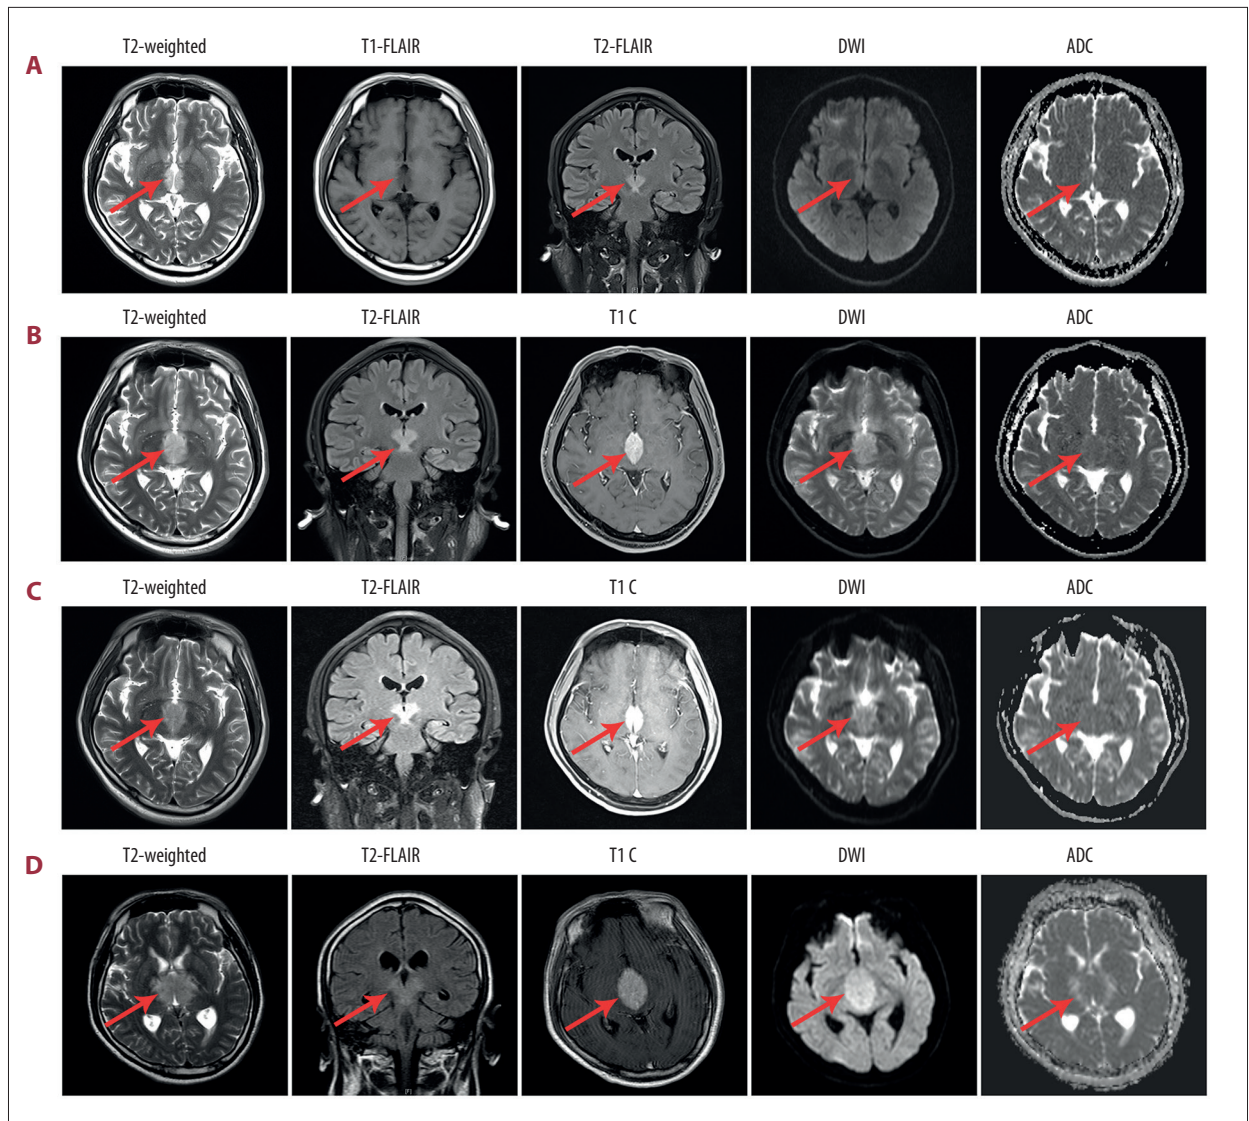 T2-weighted T1-FLAIR T2-FLAIR DWI ADC
A
T2-weighted T2-FLAIR T1 C DWI ADC
B
T2-weighted T2-FLAIR T1 C DWI ADC
C
T2-weighted T2-FLAIR T1 C DWI ADC
D